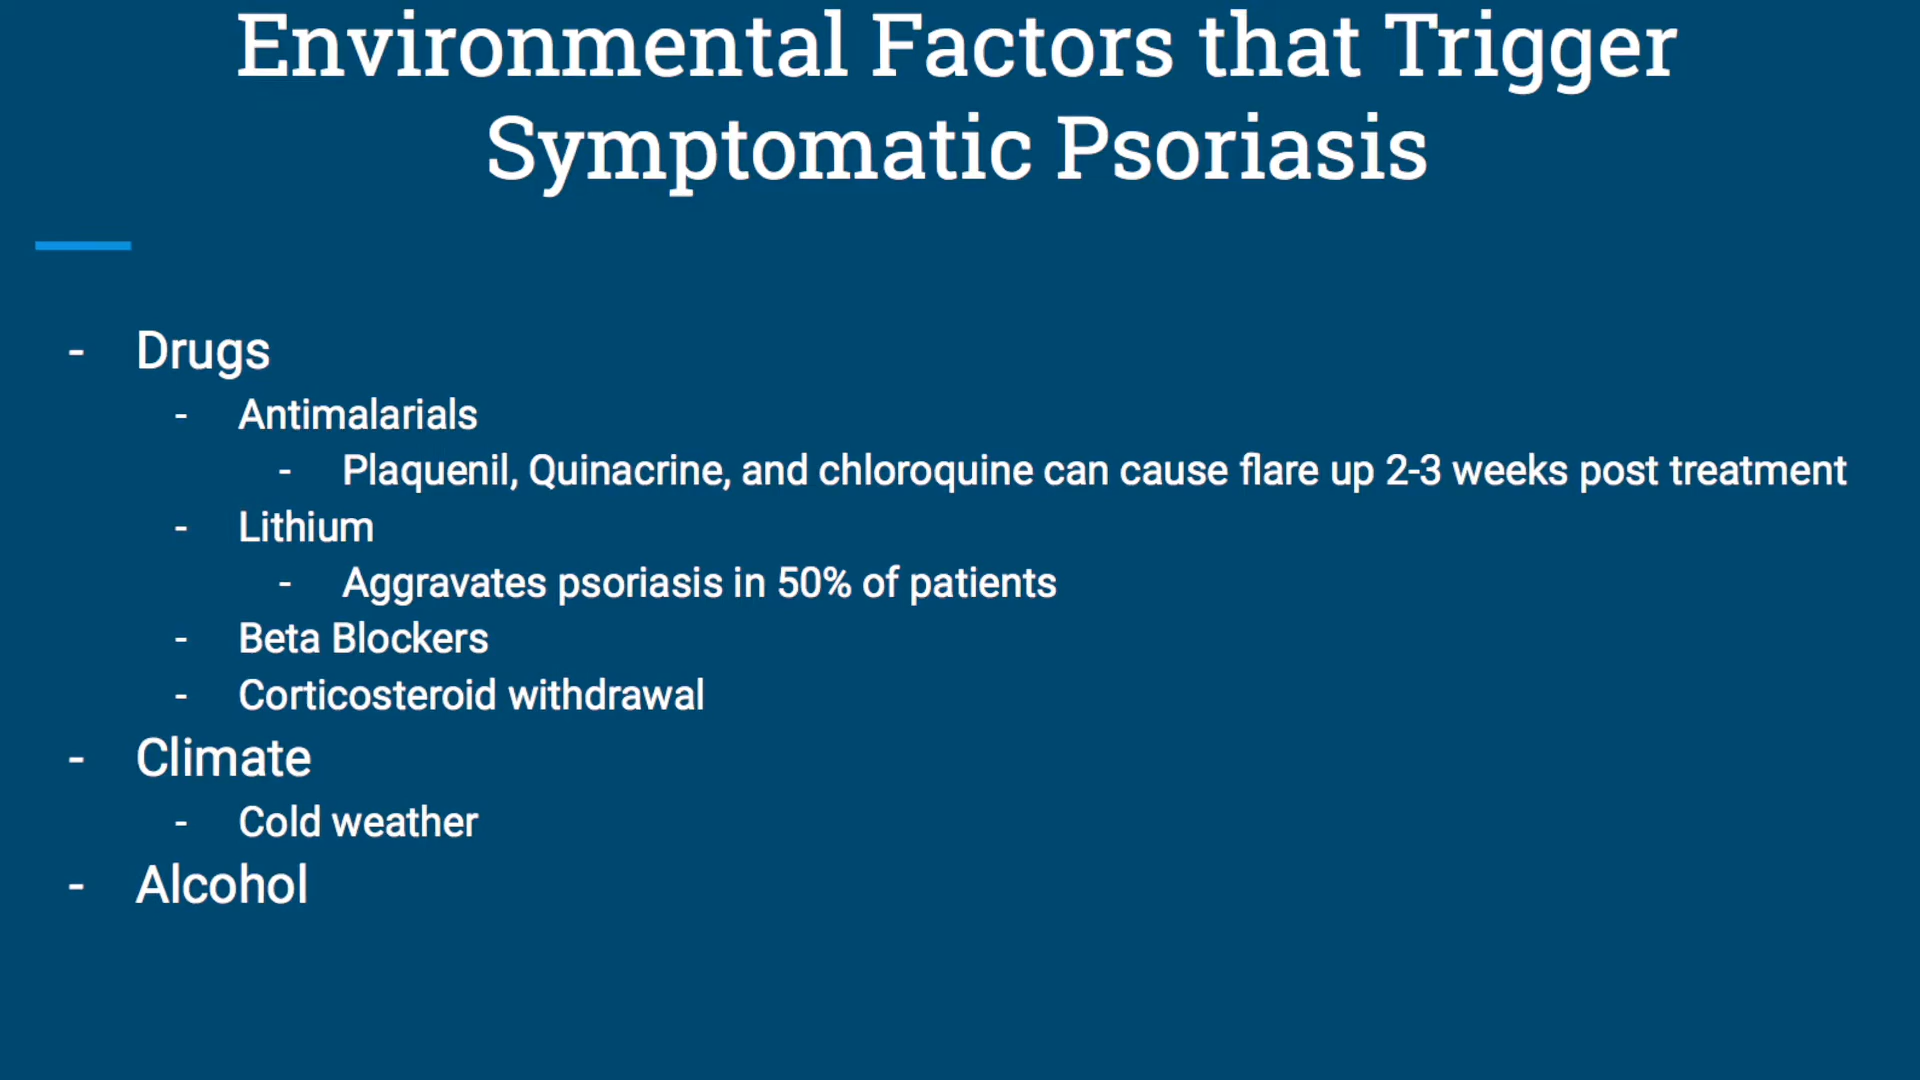 Environmental Factors that Trigger
Symptomatic Psoriasis
- Drugs
- Antimalarials
- Plaquenil, Quinacrine, and chloroquine can cause flare up 2-3 weeks post treatment
- Lithium
- Aggravates psoriasis in 50% of patients
- Beta Blockers
- Corticosteroid withdrawal
- Climate
- Cold weather
- Alcohol